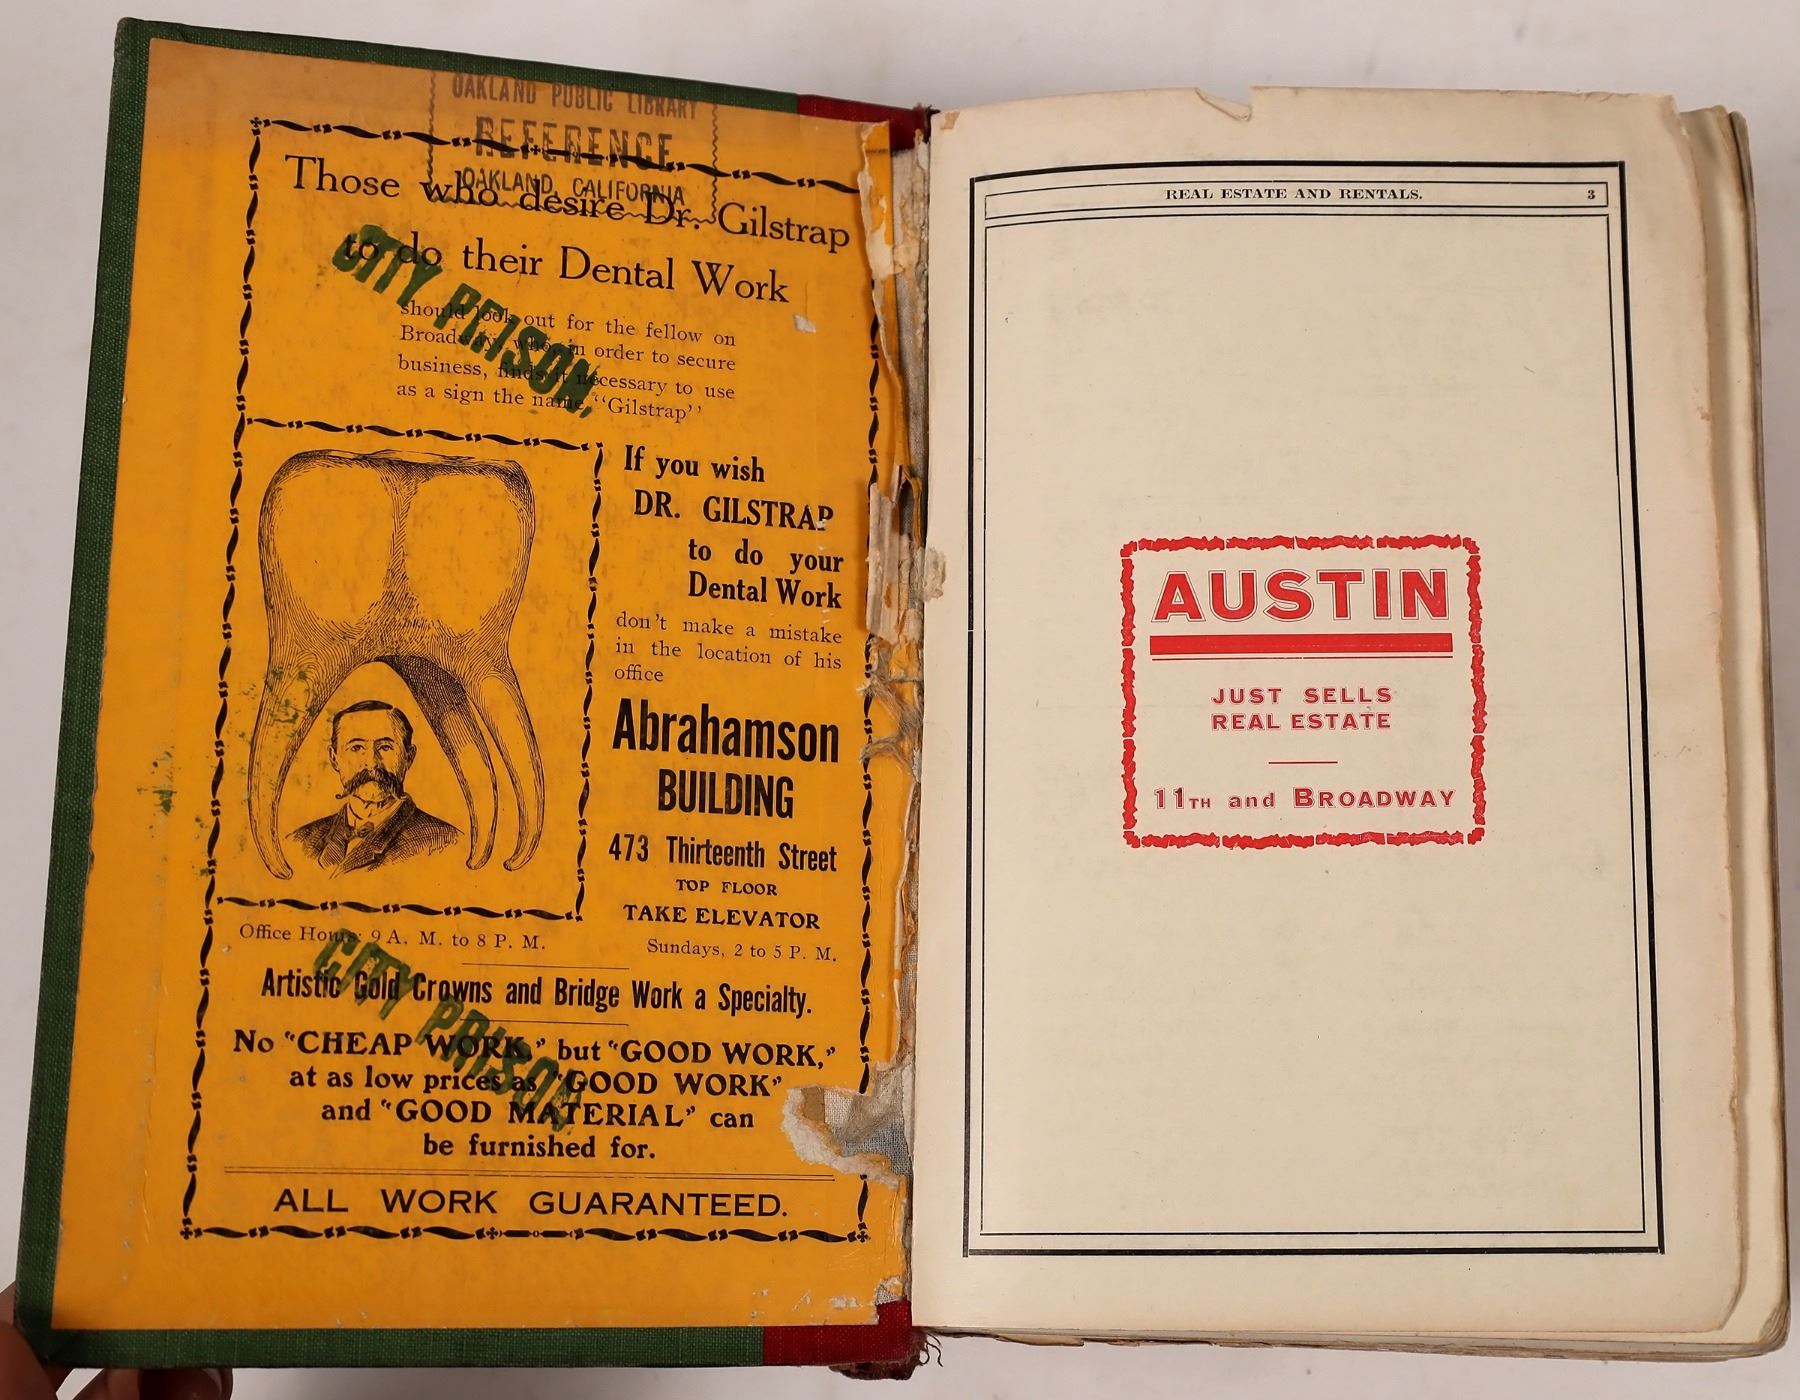 OAKLAND PUBLIC LIBRARY
REFERENCE
OAKLAND, CALIFORNIA
Those who desire Dr. Gilstrap
to do their Dental Work
should look out for the fellow on
Broadway, who, in order to secure
business, finds it necessary to use
as a sign the name "Gilstrap"
CITY PRISON,
If you wish
DR. GILSTRAP
to do your
Dental Work
don't make a mistake
in the location of his
office
Abrahamson
BUILDING
473 Thirteenth Street
TOP FLOOR
TAKE ELEVATOR
Office Hours: 9 A. M. to 8 P. M.
Sundays, 2 to 5 P. M.
Artistic Gold Crowns and Bridge Work a Specialty.
CITY PRISON
No "CHEAP WORK," but "GOOD WORK,"
at as low prices as "GOOD WORK"
and "GOOD MATERIAL" can
be furnished for.
ALL WORK GUARANTEED.
REAL ESTATE AND RENTALS. 3
AUSTIN
JUST SELLS
REAL ESTATE
11TH and BROADWAY